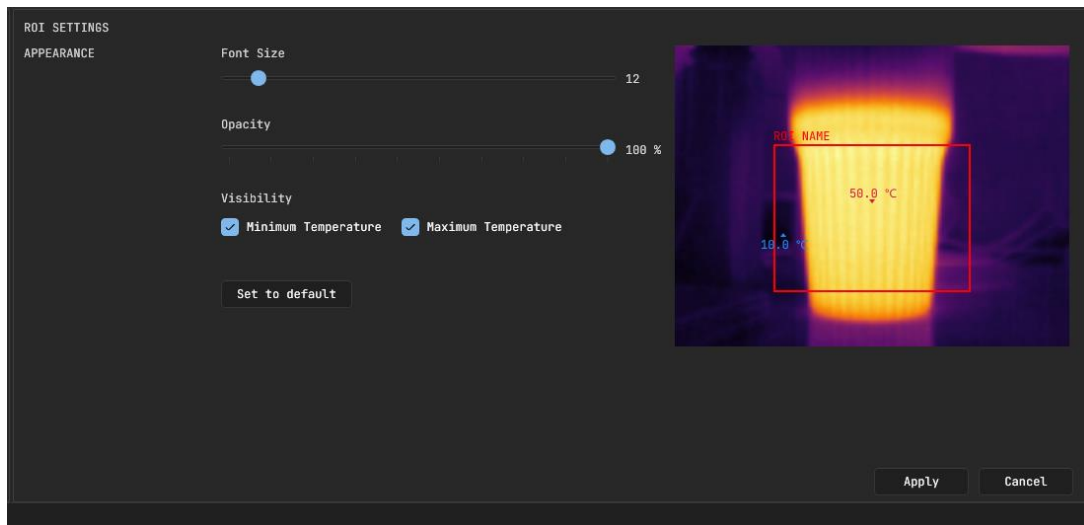 ROI SETTINGS
APPEARANCE
Font Size
12
Opacity
100 %
Visibility
Minimum Temperature
Maximum Temperature
Set to default
ROI NAME
50.0 °C
10.0 °C
Apply
Cancel